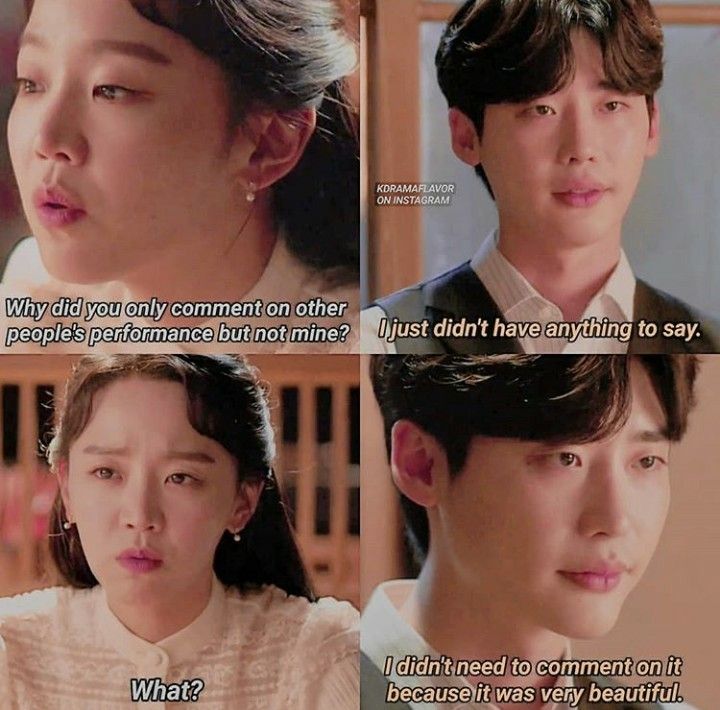 Why did you only comment on other
people's performance but not mine?
KDRAMAFLAVOR
ON INSTAGRAM
I just didn't have anything to say.
What?
I didn't need to comment on it
because it was very beautiful.